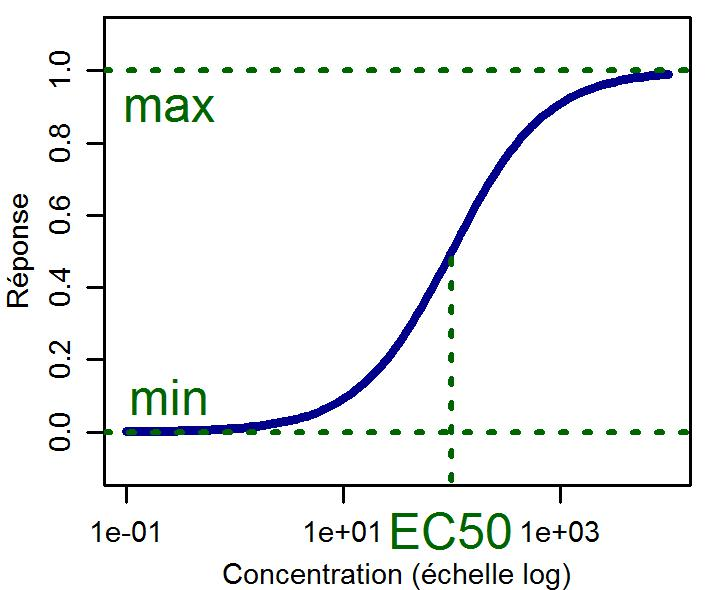 1.0
max
0.8
0.6
Réponse
0.4
0.2
min
0.0
1e-01 1e+01 EC50 1e+03
Concentration (échelle log)